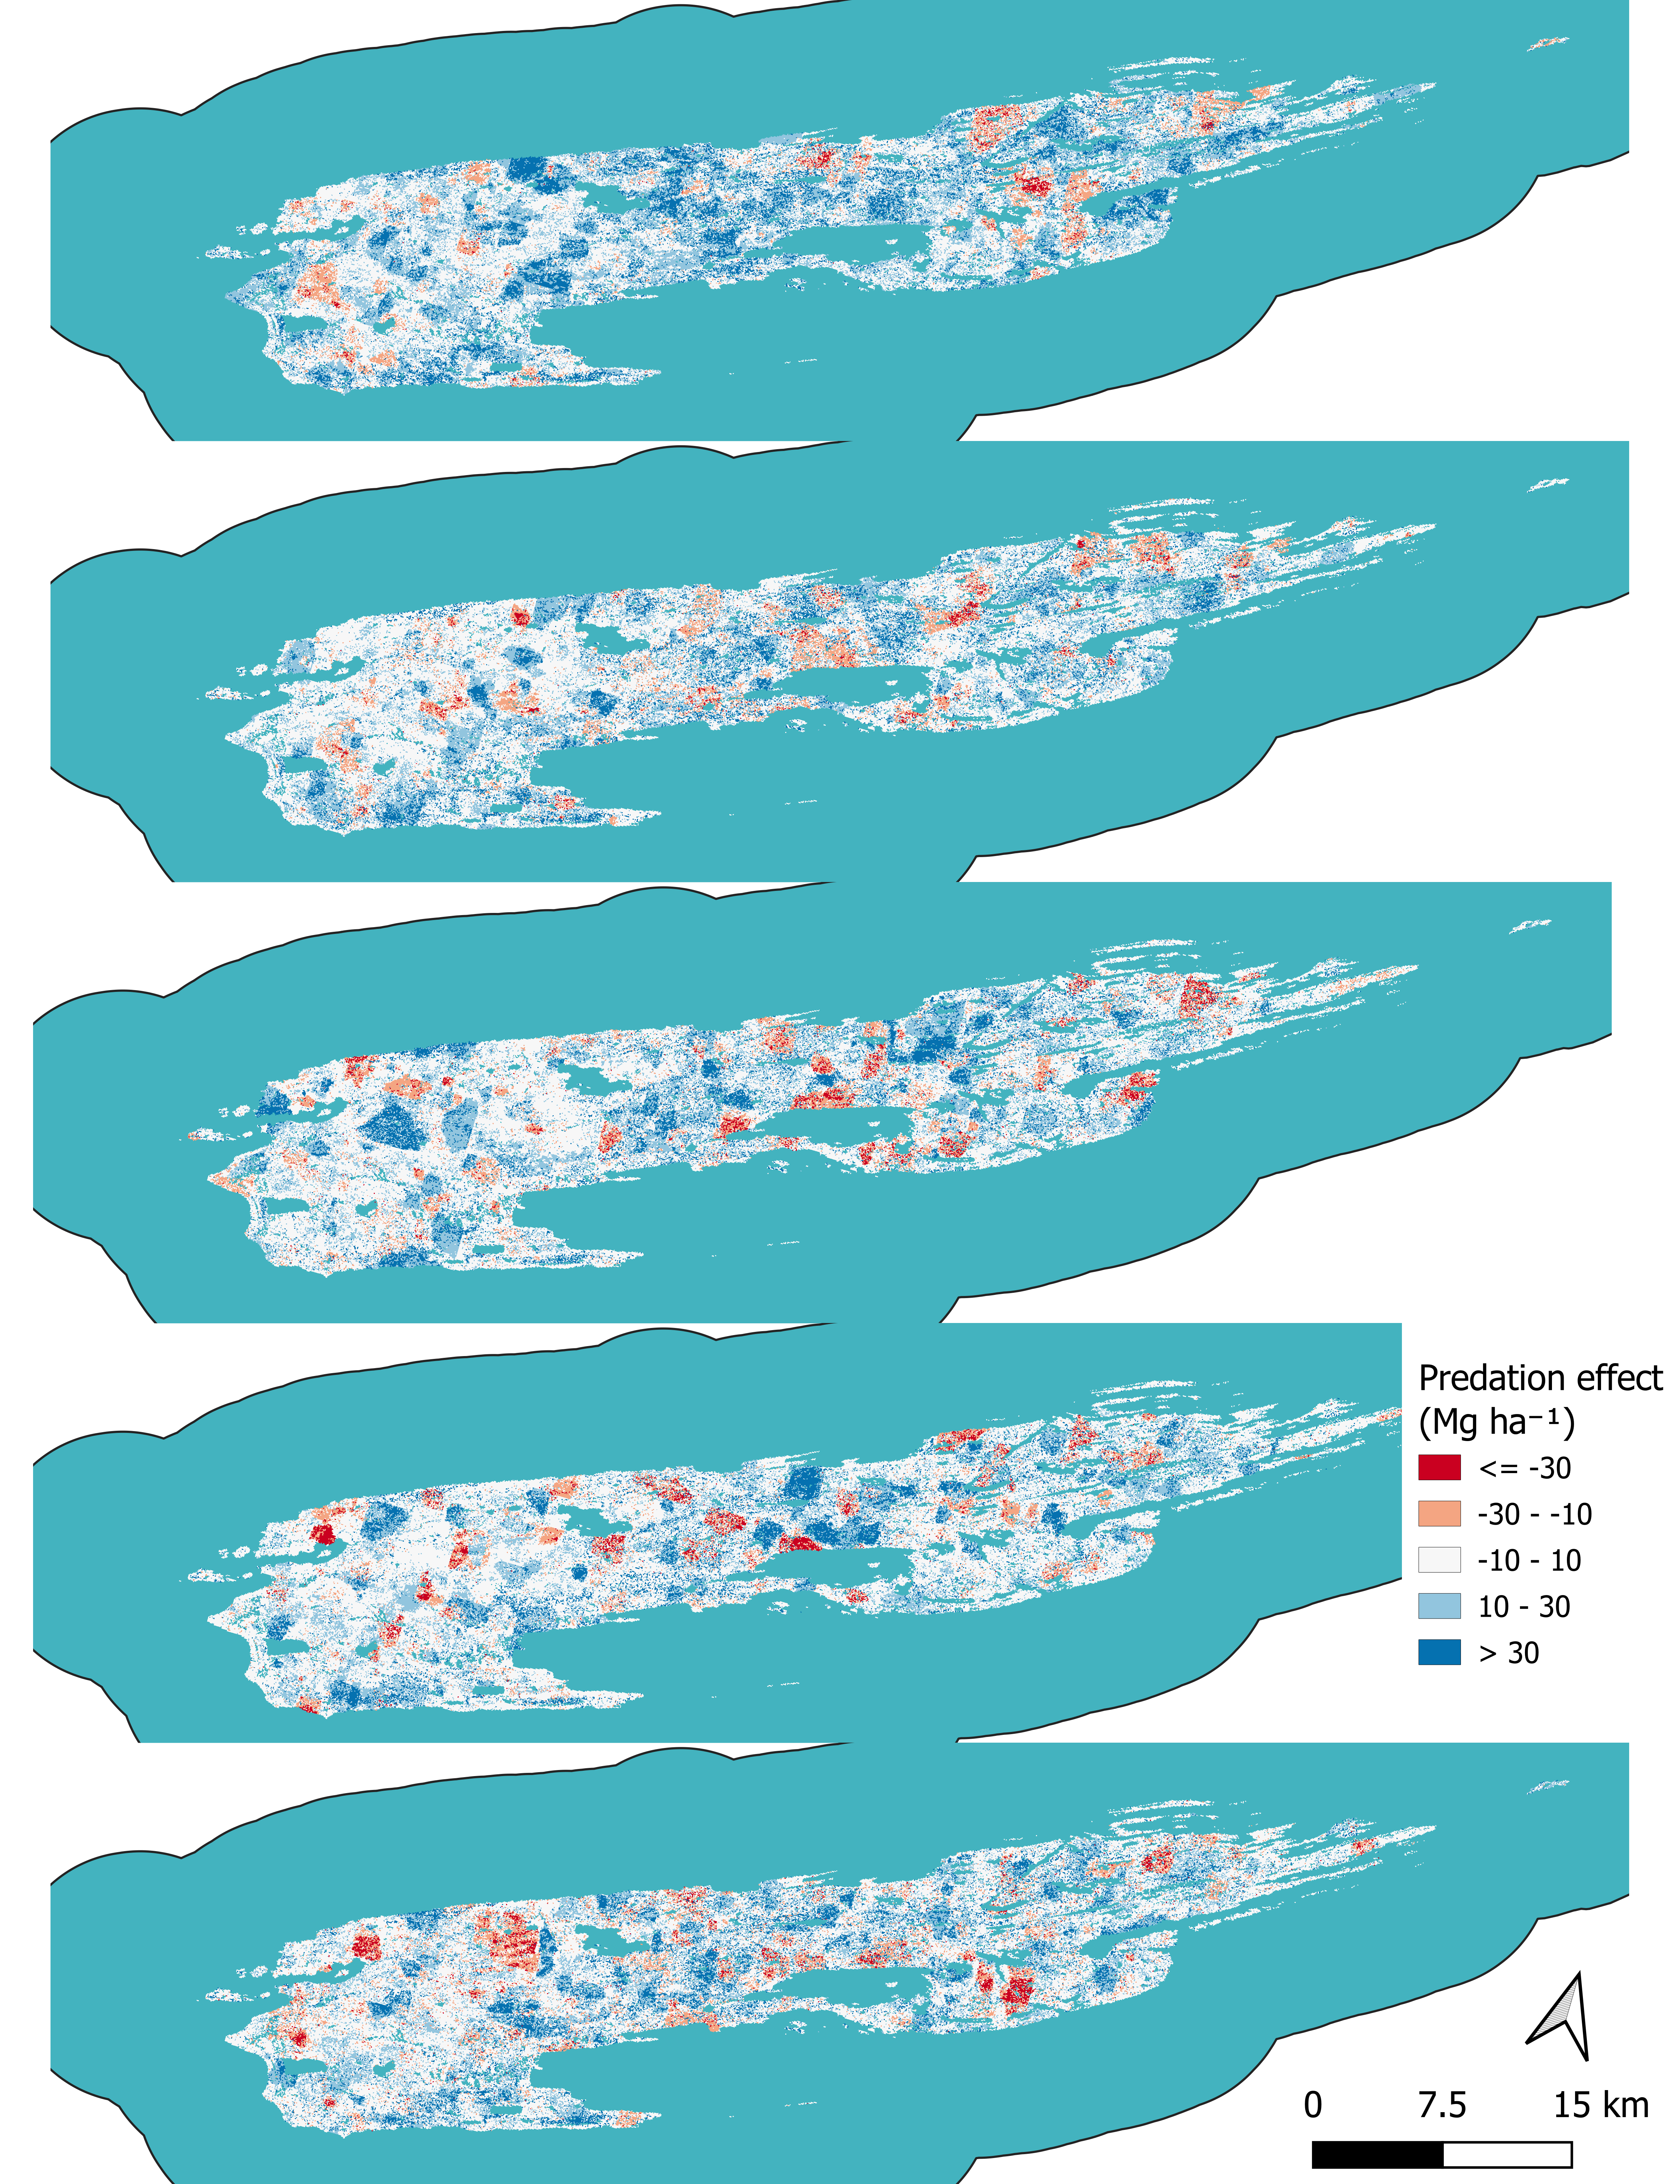 Predation effect
(Mg ha⁻¹)
<= -30
-30 - -10
-10 - 10
10 - 30
> 30
0 7.5 15 km